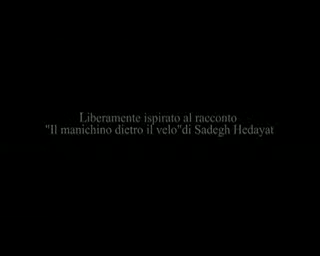 Liberamente ispirato al racconto
"Il manichino dietro il velo"di Sadegh Hedayat